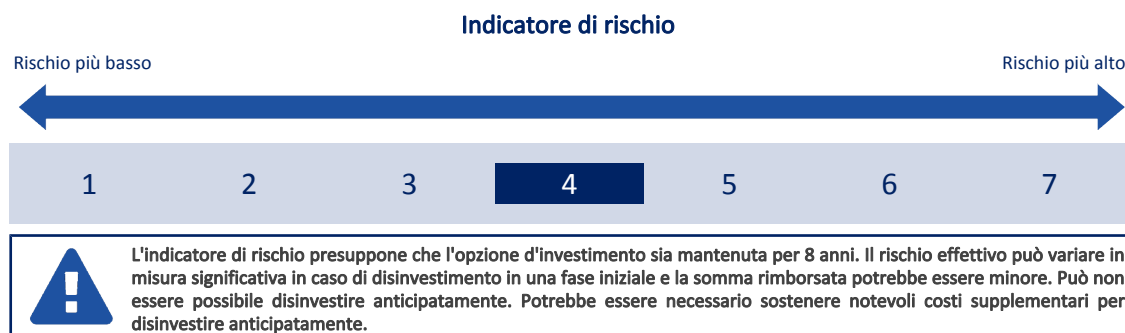 Indicatore di rischio
Rischio più basso
Rischio più alto
1 2 3 4 5 6 7
L'indicatore di rischio presuppone che l'opzione d'investimento sia mantenuta per 8 anni. Il rischio effettivo può variare in
misura significativa in caso di disinvestimento in una fase iniziale e la somma rimborsata potrebbe essere minore. Può non
essere possibile disinvestire anticipatamente. Potrebbe essere necessario sostenere notevoli costi supplementari per
disinvestire anticipatamente.